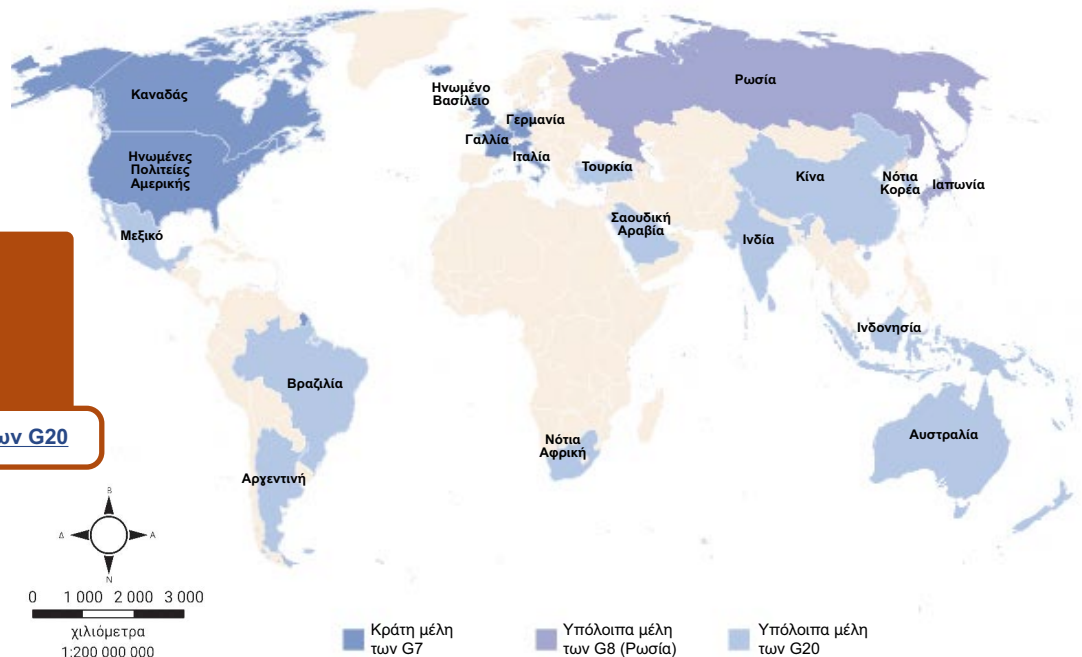 Καναδάς
Ηνωμένες
Πολιτείες
Αμερικής
Μεξικό
Ηνωμένο
Βασίλειο
Γερμανία
Γαλλία
Ιταλία
Τουρκία
Σαουδική
Αραβία
Ρωσία
Κίνα
Νότια
Κορέα
Ιαπωνία
Ινδία
Ινδονησία
Βραζιλία
Αργεντινή
Νότια
Αφρική
Αυστραλία
ων G20
Β
Δ Α
Ν
0 1 000 2 000 3 000
χιλιόμετρα
1:200 000 000
Κράτη μέλη
των G7
Υπόλοιπα μέλη
των G8 (Ρωσία)
Υπόλοιπα μέλη
των G20